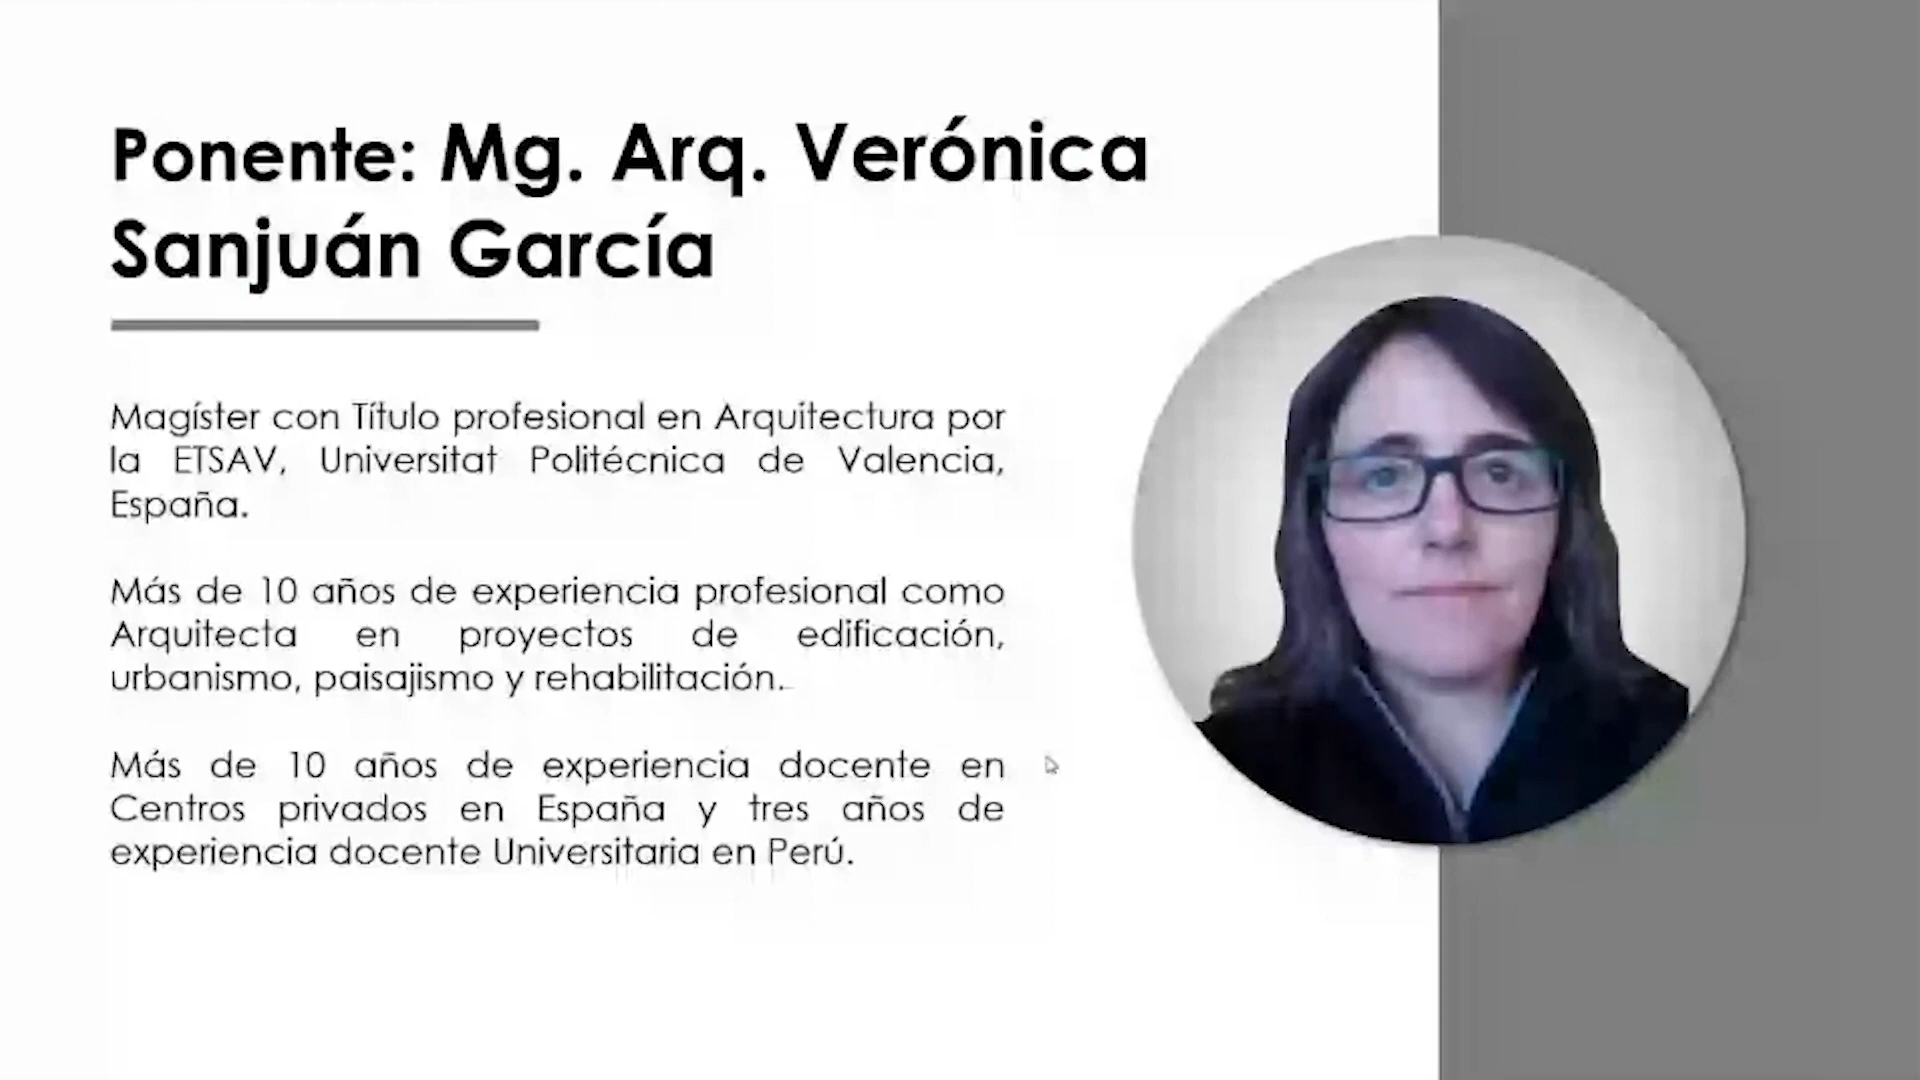 Ponente: Mg. Arq. Verónica
Sanjuán García
Magíster con Título profesional en Arquitectura por
la ETSAV, Universitat Politécnica de Valencia,
España.
Más de 10 años de experiencia profesional como
Arquitecta en proyectos de edificación,
urbanismo, paisajismo y rehabilitación.
Más de 10 años de experiencia docente en
Centros privados en España y tres años de
experiencia docente Universitaria en Perú.